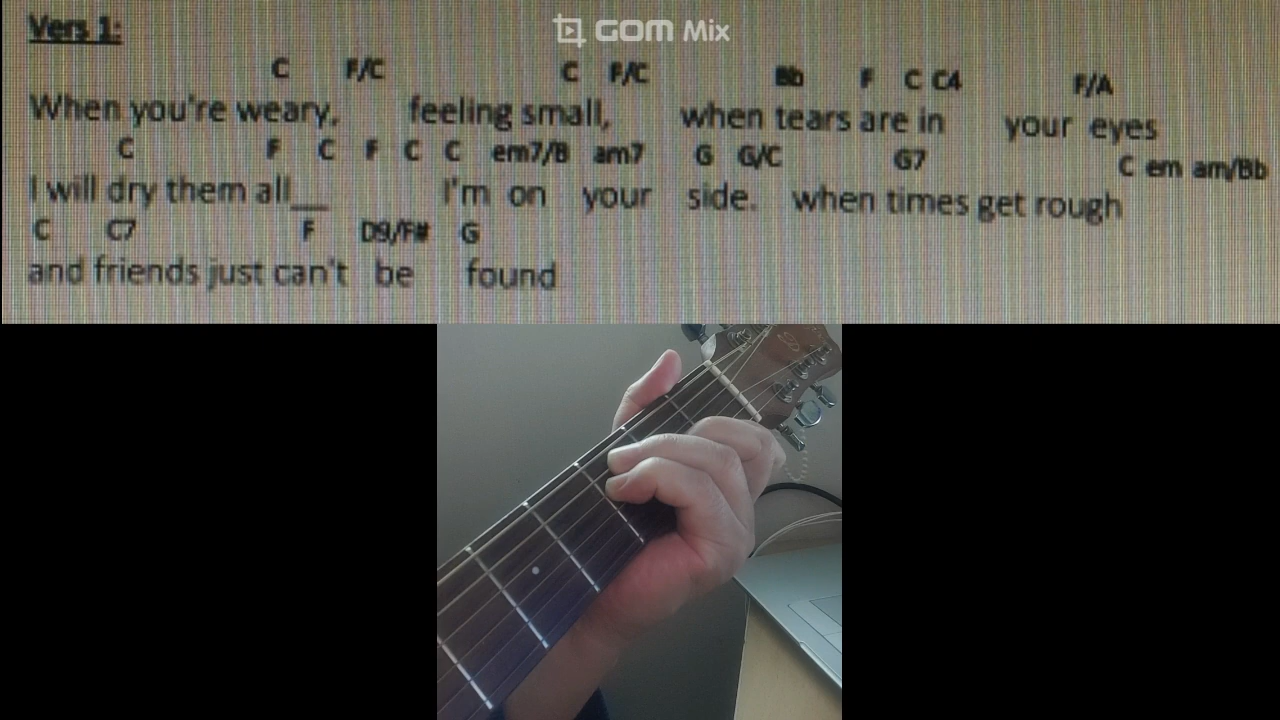 GOM Mix
Vers 1:
C F/C C F/C Bb F C C4 F/A
When you're weary, feeling small, when tears are in your eyes
C F C F C C em7/B am7 G G/C G7 C em am/Bb
I will dry them all__ I'm on your side. when times get rough
C C7 F D9/F# G
and friends just can't be found